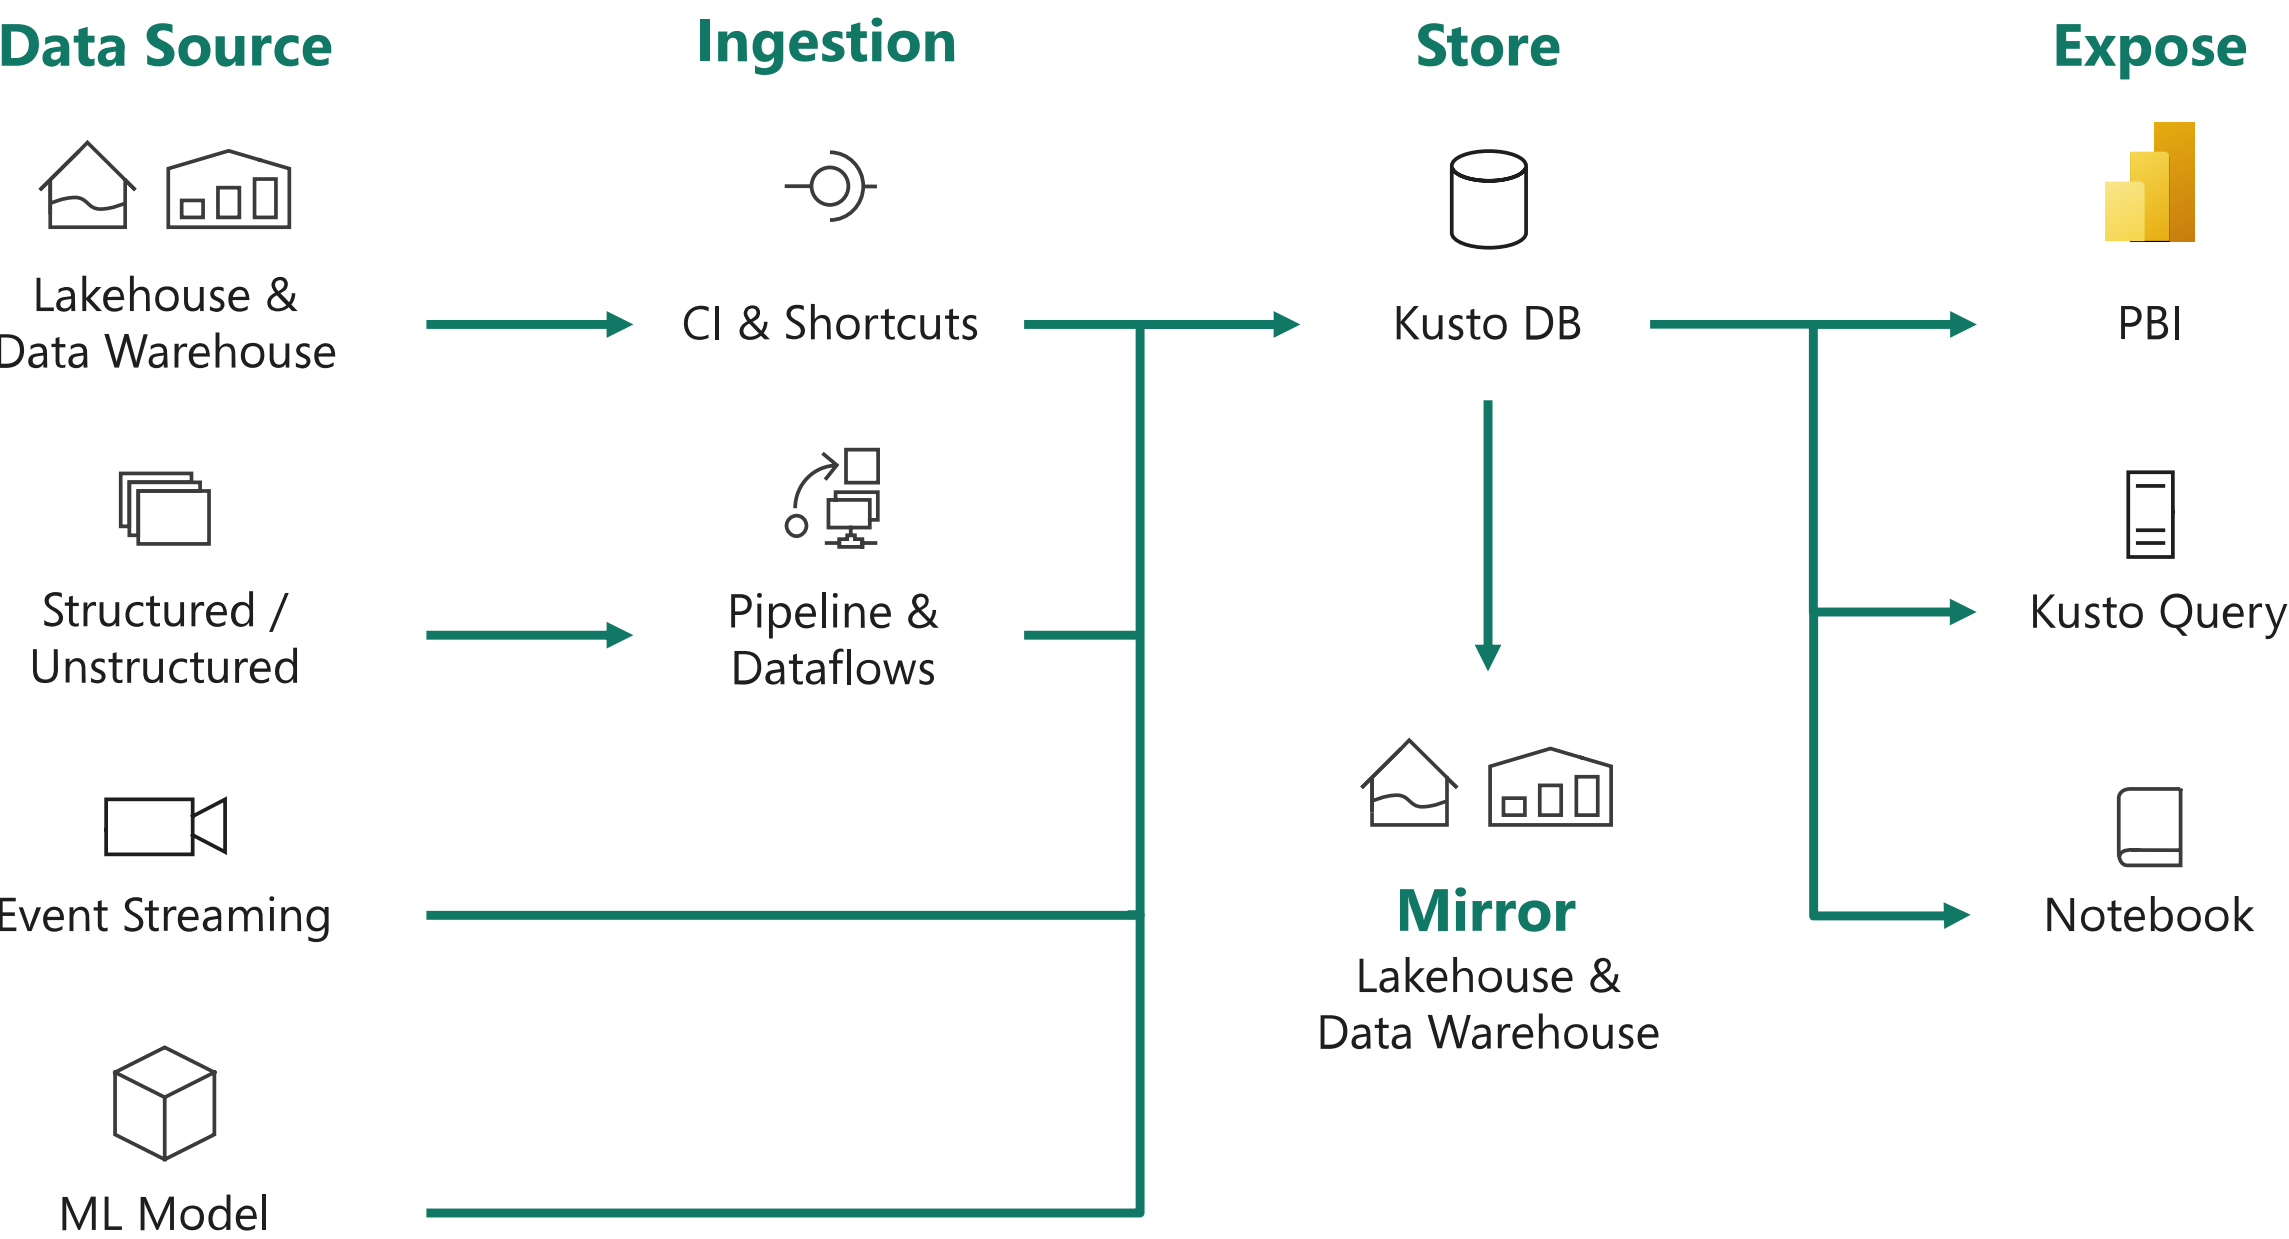 Data Source
Ingestion
Store
Expose
Lakehouse &
Data Warehouse
CI & Shortcuts
Kusto DB
PBI
Structured /
Unstructured
Pipeline &
Dataflows
Kusto Query
Event Streaming
Mirror
Lakehouse &
Data Warehouse
Notebook
ML Model